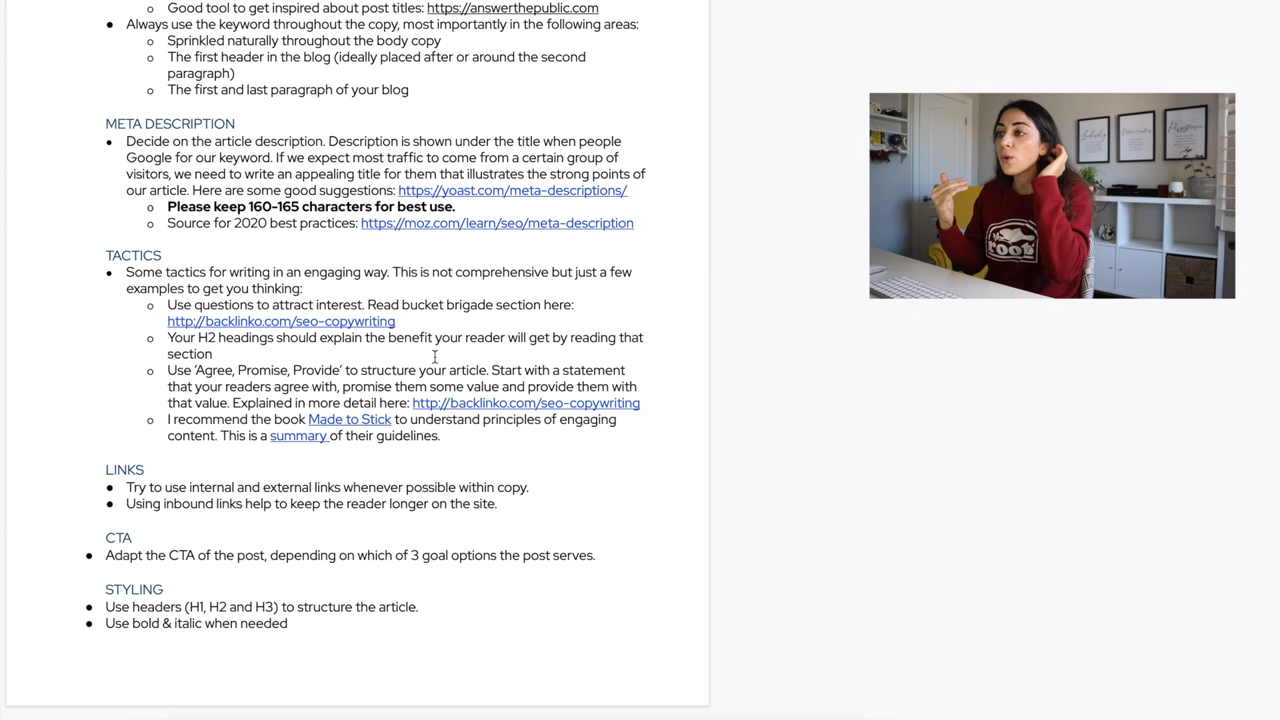 Good tool to get inspired about post titles: https://answerthepublic.com
Always use the keyword throughout the copy, most importantly in the following areas:
Sprinkled naturally throughout the body copy
The first header in the blog (ideally placed after or around the second
paragraph)
The first and last paragraph of your blog
META DESCRIPTION
Decide on the article description. Description is shown under the title when people
Google for our keyword. If we expect most traffic to come from a certain group of
visitors, we need to write an appealing title for them that illustrates the strong points of
our article. Here are some good suggestions: https://yoast.com/meta-descriptions/
Please keep 160-165 characters for best use.
Source for 2020 best practices: https://moz.com/learn/seo/meta-description
TACTICS
Some tactics for writing in an engaging way. This is not comprehensive but just a few
examples to get you thinking:
Use questions to attract interest. Read bucket brigade section here:
http://backlinko.com/seo-copywriting
Your H2 headings should explain the benefit your reader will get by reading that
section
Use ‘Agree, Promise, Provide’ to structure your article. Start with a statement
that your readers agree with, promise them some value and provide them with
that value. Explained in more detail here: http://backlinko.com/seo-copywriting
I recommend the book Made to Stick to understand principles of engaging
content. This is a summary of their guidelines.
LINKS
Try to use internal and external links whenever possible within copy.
Using inbound links help to keep the reader longer on the site.
CTA
Adapt the CTA of the post, depending on which of 3 goal options the post serves.
STYLING
Use headers (H1, H2 and H3) to structure the article.
Use bold & italic when needed
roots